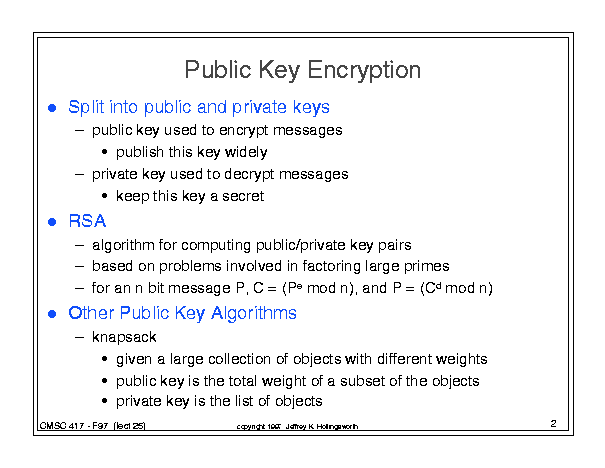 Public Key Encryption
● Split into public and private keys
– public key used to encrypt messages
• publish this key widely
– private key used to decrypt messages
• keep this key a secret
● RSA
– algorithm for computing public/private key pairs
– based on problems involved in factoring large primes
– for an n bit message P, C = (Pᵉ mod n), and P = (Cᵈ mod n)
● Other Public Key Algorithms
– knapsack
• given a large collection of objects with different weights
• public key is the total weight of a subset of the objects
• private key is the list of objects
CMSC 417 - F97 (lect 25) copyright 1997 Jeffrey K. Hollingsworth 2